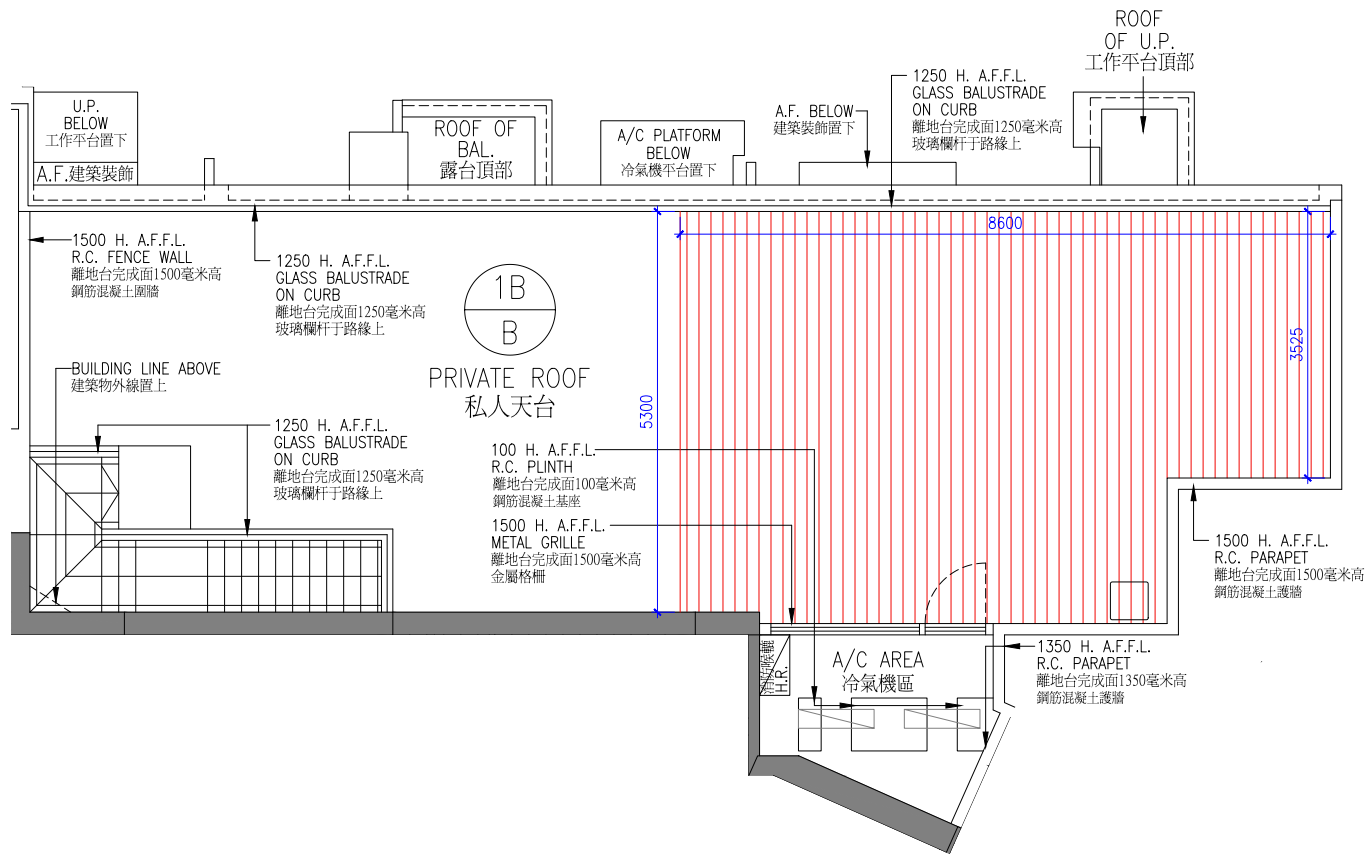 ROOF
OF U.P.
工作平台頂部
U.P.
BELOW
工作平台置下
A.F.建築裝飾
ROOF OF
BAL.
露台頂部
A/C PLATFORM
BELOW
冷氣機平台置下
A.F. BELOW
建築裝飾置下
1250 H. A.F.F.L.
GLASS BALUSTRADE
ON CURB
離地台完成面1250毫米高
玻璃欄杆于路緣上
8600
1500 H. A.F.F.L.
R.C. FENCE WALL
離地台完成面1500毫米高
鋼筋混凝土圍牆
1250 H. A.F.F.L.
GLASS BALUSTRADE
ON CURB
離地台完成面1250毫米高
玻璃欄杆于路緣上
1B
B
PRIVATE ROOF
私人天台
3525
5300
BUILDING LINE ABOVE
建築物外線置上
1250 H. A.F.F.L.
GLASS BALUSTRADE
ON CURB
離地台完成面1250毫米高
玻璃欄杆于路緣上
100 H. A.F.F.L.
R.C. PLINTH
離地台完成面100毫米高
鋼筋混凝土基座
1500 H. A.F.F.L.
METAL GRILLE
離地台完成面1500毫米高
金屬格柵
1500 H. A.F.F.L.
R.C. PARAPET
離地台完成面1500毫米高
鋼筋混凝土護牆
消防喉轆
H.R.
A/C AREA
冷氣機區
1350 H. A.F.F.L.
R.C. PARAPET
離地台完成面1350毫米高
鋼筋混凝土護牆